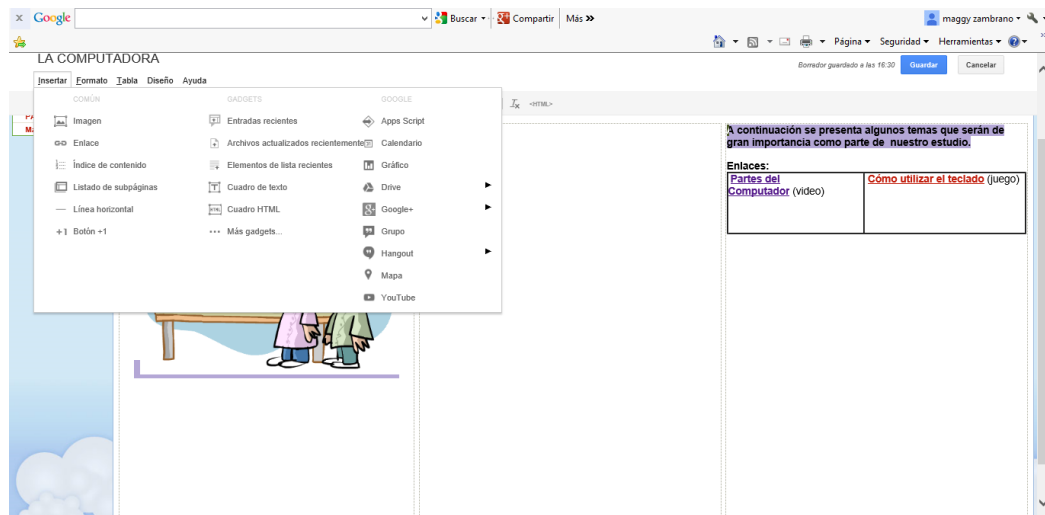 x Google Buscar Compartir Más »
maggy zambrano
Página Seguridad Herramientas
LA COMPUTADORA
Borrador guardado a las 16:30 Guardar Cancelar
Insertar Formato Tabla Diseño Ayuda
<HTML>
COMÚN
Imagen
Enlace
Índice de contenido
Listado de subpáginas
Línea horizontal
+1 Botón +1
GADGETS
Entradas recientes
Archivos actualizados recientemente
Elementos de lista recientes
Cuadro de texto
Cuadro HTML
Más gadgets...
GOOGLE
Apps Script
Calendario
Gráfico
Drive
Google+
Grupo
Hangout
Mapa
YouTube
A continuación se presenta algunos temas que serán de
gran importancia como parte de nuestro estudio.
Enlaces:
Partes del
Computador (video)
Cómo utilizar el teclado (juego)